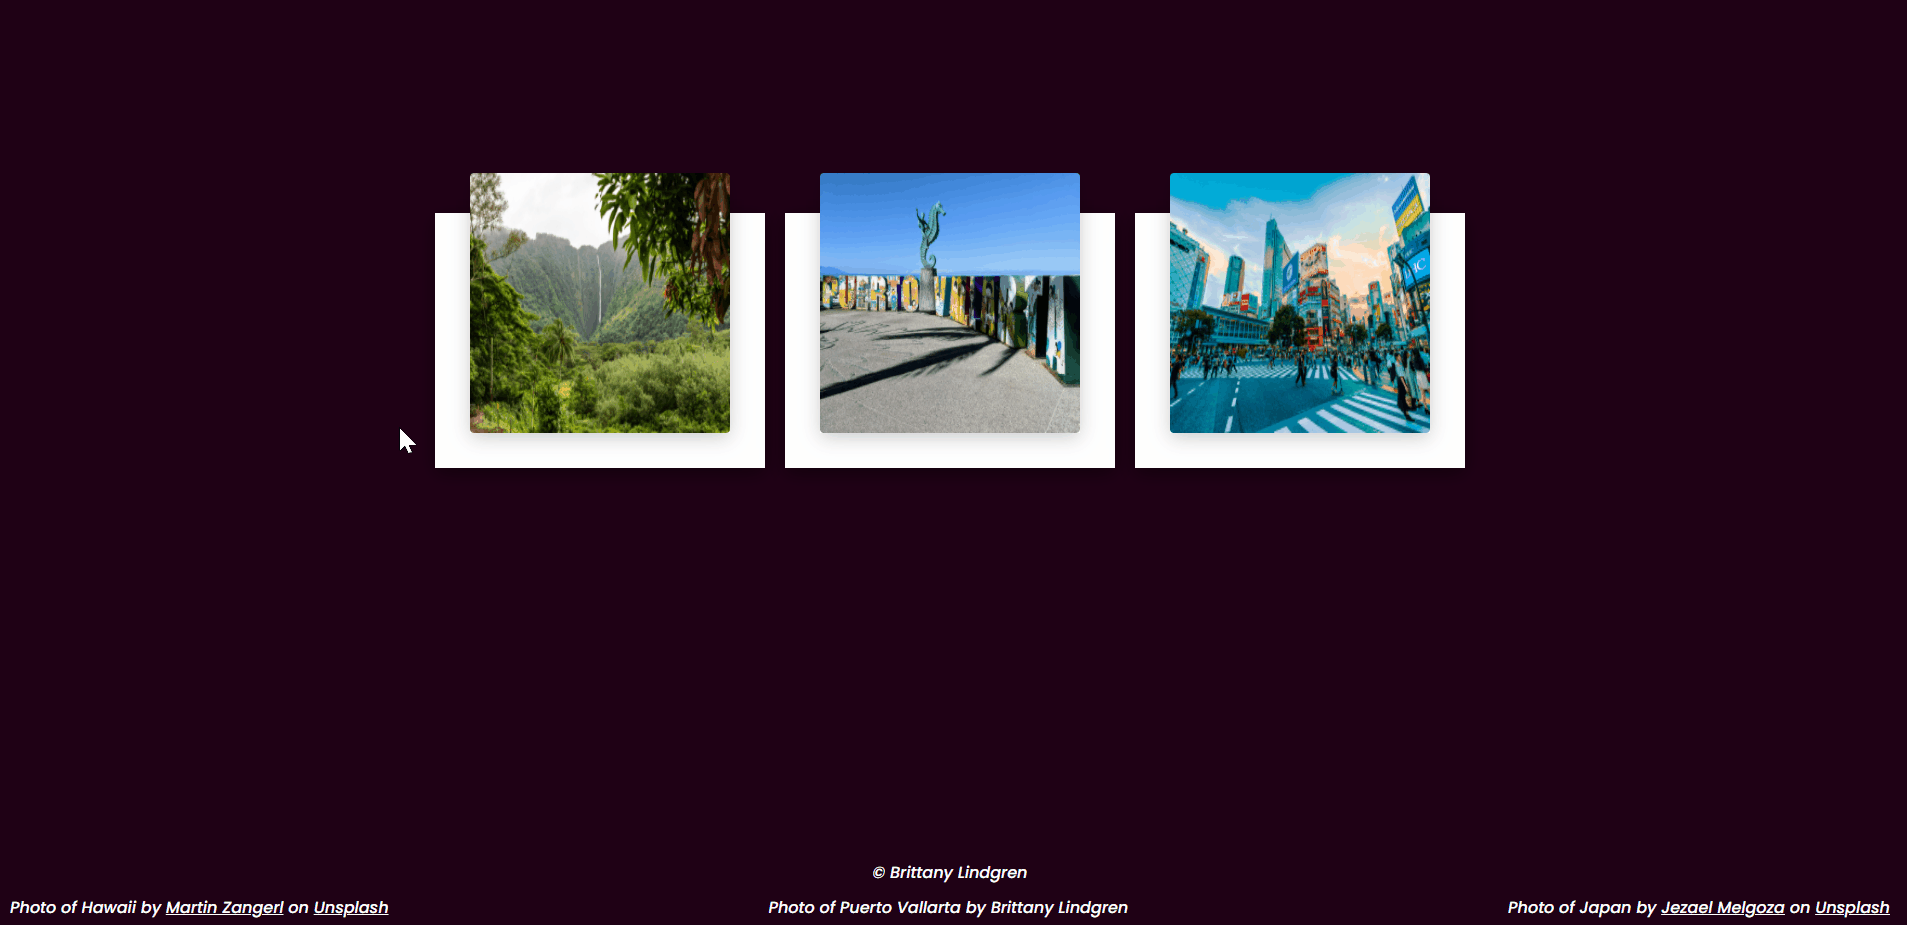 PUERTO VALLARTA
IC
© Brittany Lindgren
Photo of Hawaii by Martin Zangerl on Unsplash
Photo of Puerto Vallarta by Brittany Lindgren
Photo of Japan by Jezael Melgoza on Unsplash